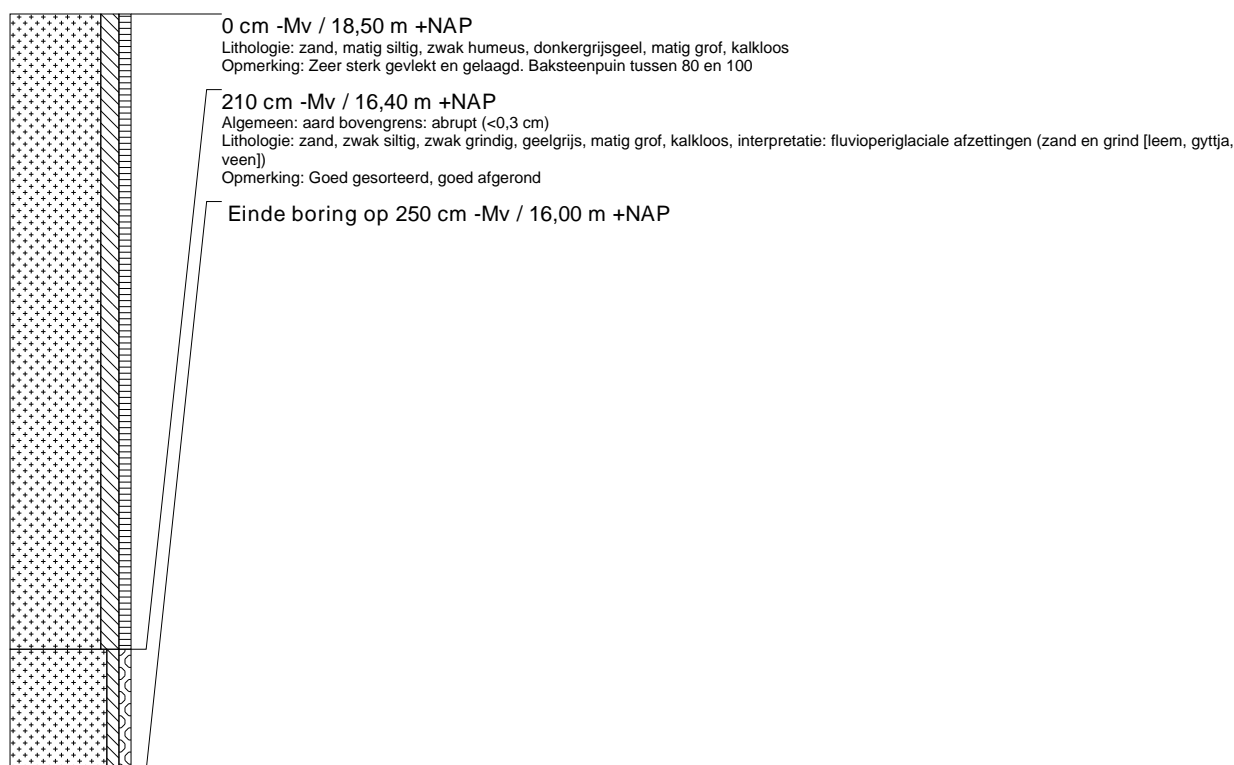 0 cm -Mv / 18,50 m +NAP
Lithologie: zand, matig siltig, zwak humeus, donkergrijsgeel, matig grof, kalkloos
Opmerking: Zeer sterk gevlekt en gelaagd. Baksteenpuin tussen 80 en 100
210 cm -Mv / 16,40 m +NAP
Algemeen: aard bovengrens: abrupt (<0,3 cm)
Lithologie: zand, zwak siltig, zwak grindig, geelgrijs, matig grof, kalkloos, interpretatie: fluvioperiglaciale afzettingen (zand en grind [leem, gyttja,
veen])
Opmerking: Goed gesorteerd, goed afgerond
Einde boring op 250 cm -Mv / 16,00 m +NAP